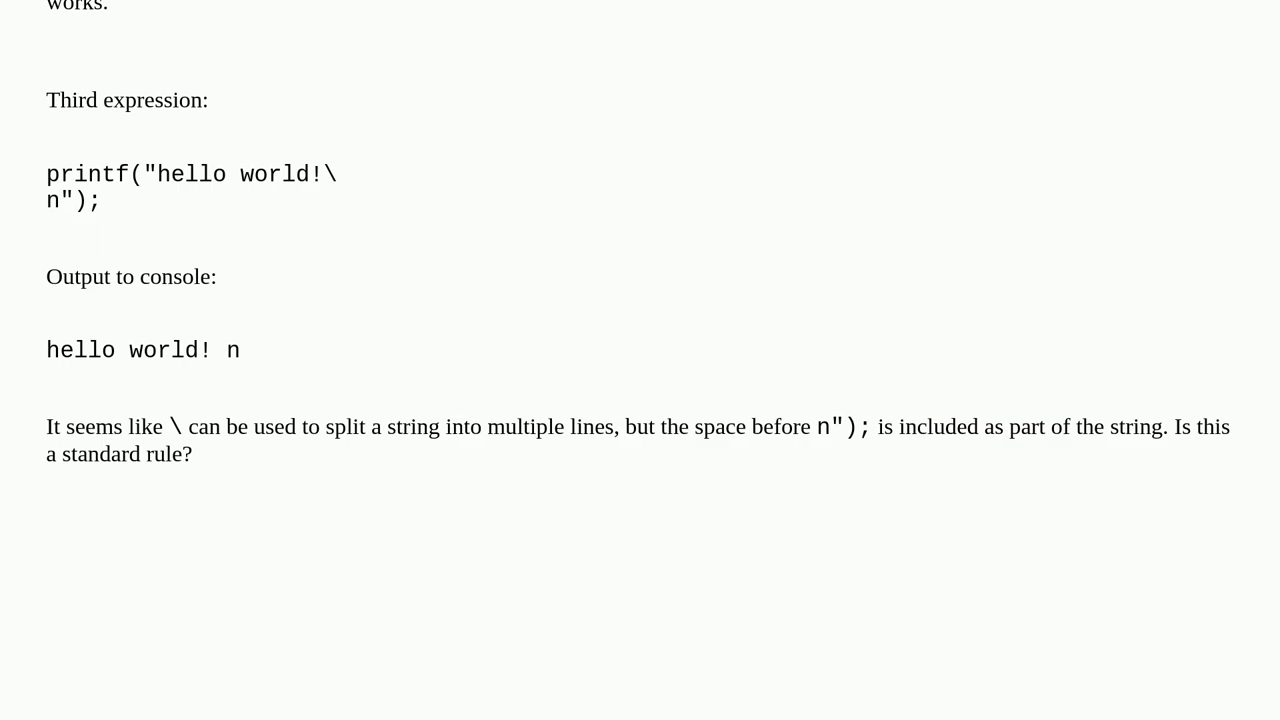 works.
Third expression:
printf("hello world!\
n");
Output to console:
hello world! n
It seems like \ can be used to split a string into multiple lines, but the space before n"); is included as part of the string. Is this
a standard rule?